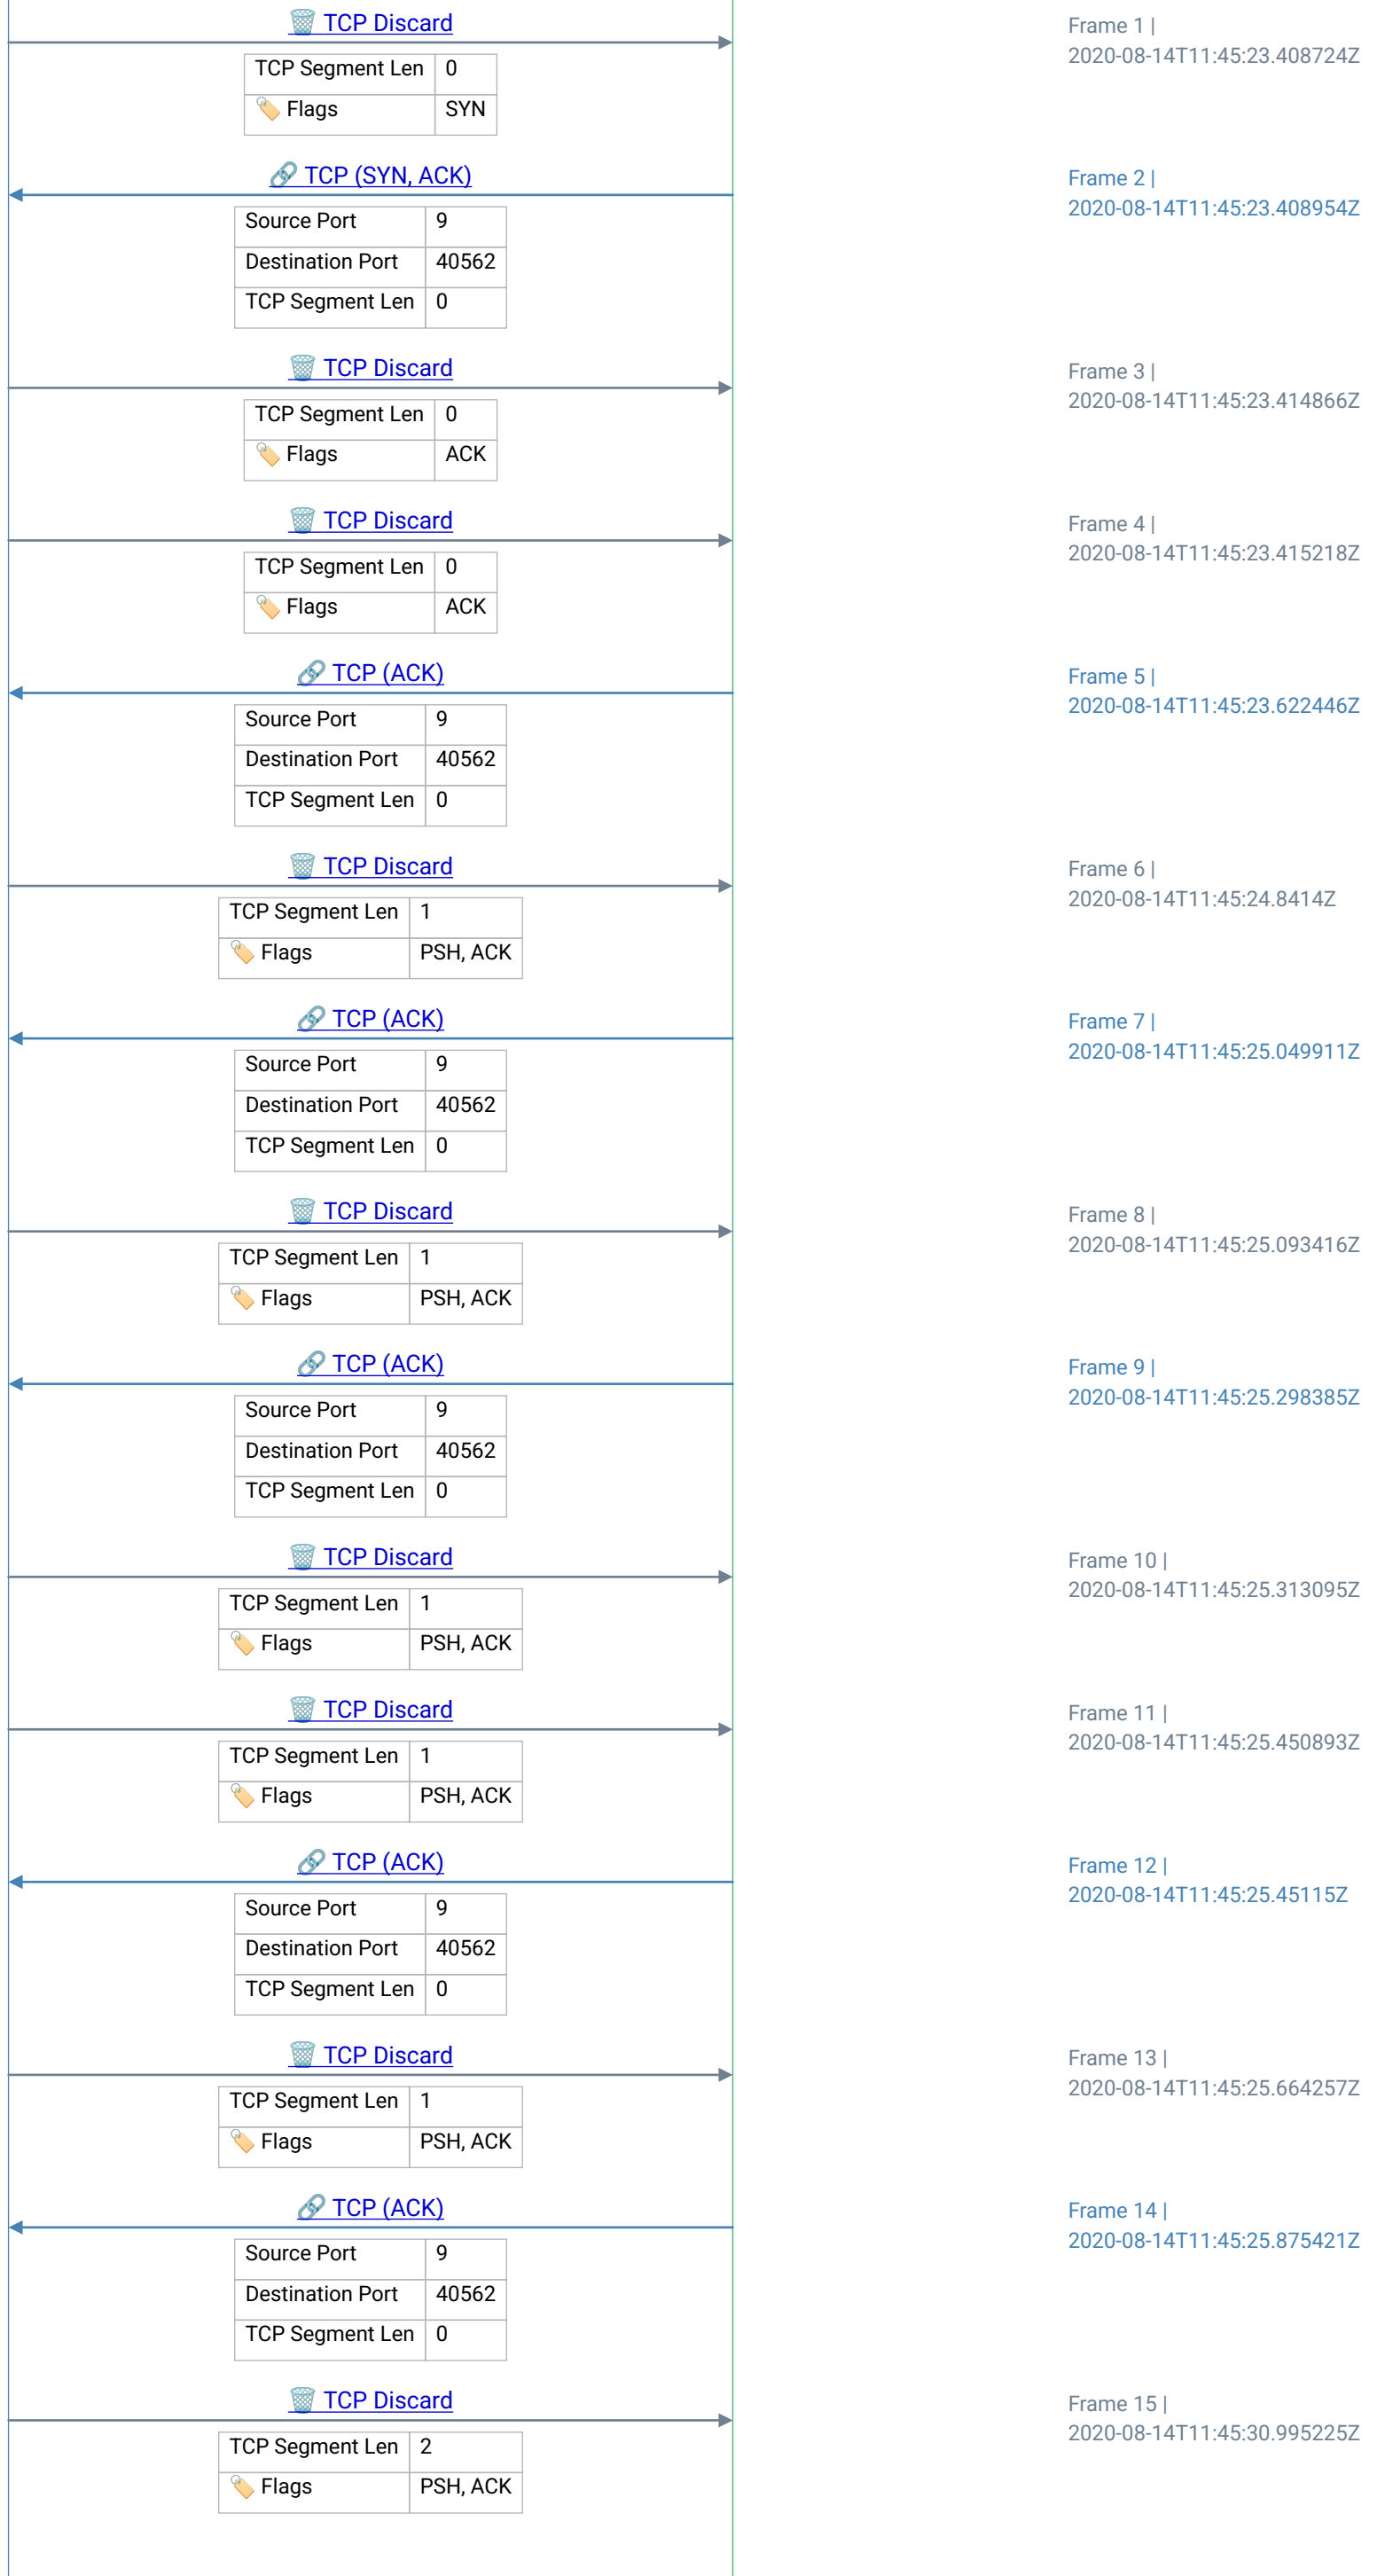 🗑️ TCP Discard
Frame 1 |
2020-08-14T11:45:23.408724Z
TCP Segment Len 0
🏷️ Flags SYN
🔗 TCP (SYN, ACK)
Frame 2 |
2020-08-14T11:45:23.408954Z
Source Port 9
Destination Port 40562
TCP Segment Len 0
🗑️ TCP Discard
Frame 3 |
2020-08-14T11:45:23.414866Z
TCP Segment Len 0
🏷️ Flags ACK
🗑️ TCP Discard
Frame 4 |
2020-08-14T11:45:23.415218Z
TCP Segment Len 0
🏷️ Flags ACK
🔗 TCP (ACK)
Frame 5 |
2020-08-14T11:45:23.622446Z
Source Port 9
Destination Port 40562
TCP Segment Len 0
🗑️ TCP Discard
Frame 6 |
2020-08-14T11:45:24.8414Z
TCP Segment Len 1
🏷️ Flags PSH, ACK
🔗 TCP (ACK)
Frame 7 |
2020-08-14T11:45:25.049911Z
Source Port 9
Destination Port 40562
TCP Segment Len 0
🗑️ TCP Discard
Frame 8 |
2020-08-14T11:45:25.093416Z
TCP Segment Len 1
🏷️ Flags PSH, ACK
🔗 TCP (ACK)
Frame 9 |
2020-08-14T11:45:25.298385Z
Source Port 9
Destination Port 40562
TCP Segment Len 0
🗑️ TCP Discard
Frame 10 |
2020-08-14T11:45:25.313095Z
TCP Segment Len 1
🏷️ Flags PSH, ACK
🗑️ TCP Discard
Frame 11 |
2020-08-14T11:45:25.450893Z
TCP Segment Len 1
🏷️ Flags PSH, ACK
🔗 TCP (ACK)
Frame 12 |
2020-08-14T11:45:25.45115Z
Source Port 9
Destination Port 40562
TCP Segment Len 0
🗑️ TCP Discard
Frame 13 |
2020-08-14T11:45:25.664257Z
TCP Segment Len 1
🏷️ Flags PSH, ACK
🔗 TCP (ACK)
Frame 14 |
2020-08-14T11:45:25.875421Z
Source Port 9
Destination Port 40562
TCP Segment Len 0
🗑️ TCP Discard
Frame 15 |
2020-08-14T11:45:30.995225Z
TCP Segment Len 2
🏷️ Flags PSH, ACK